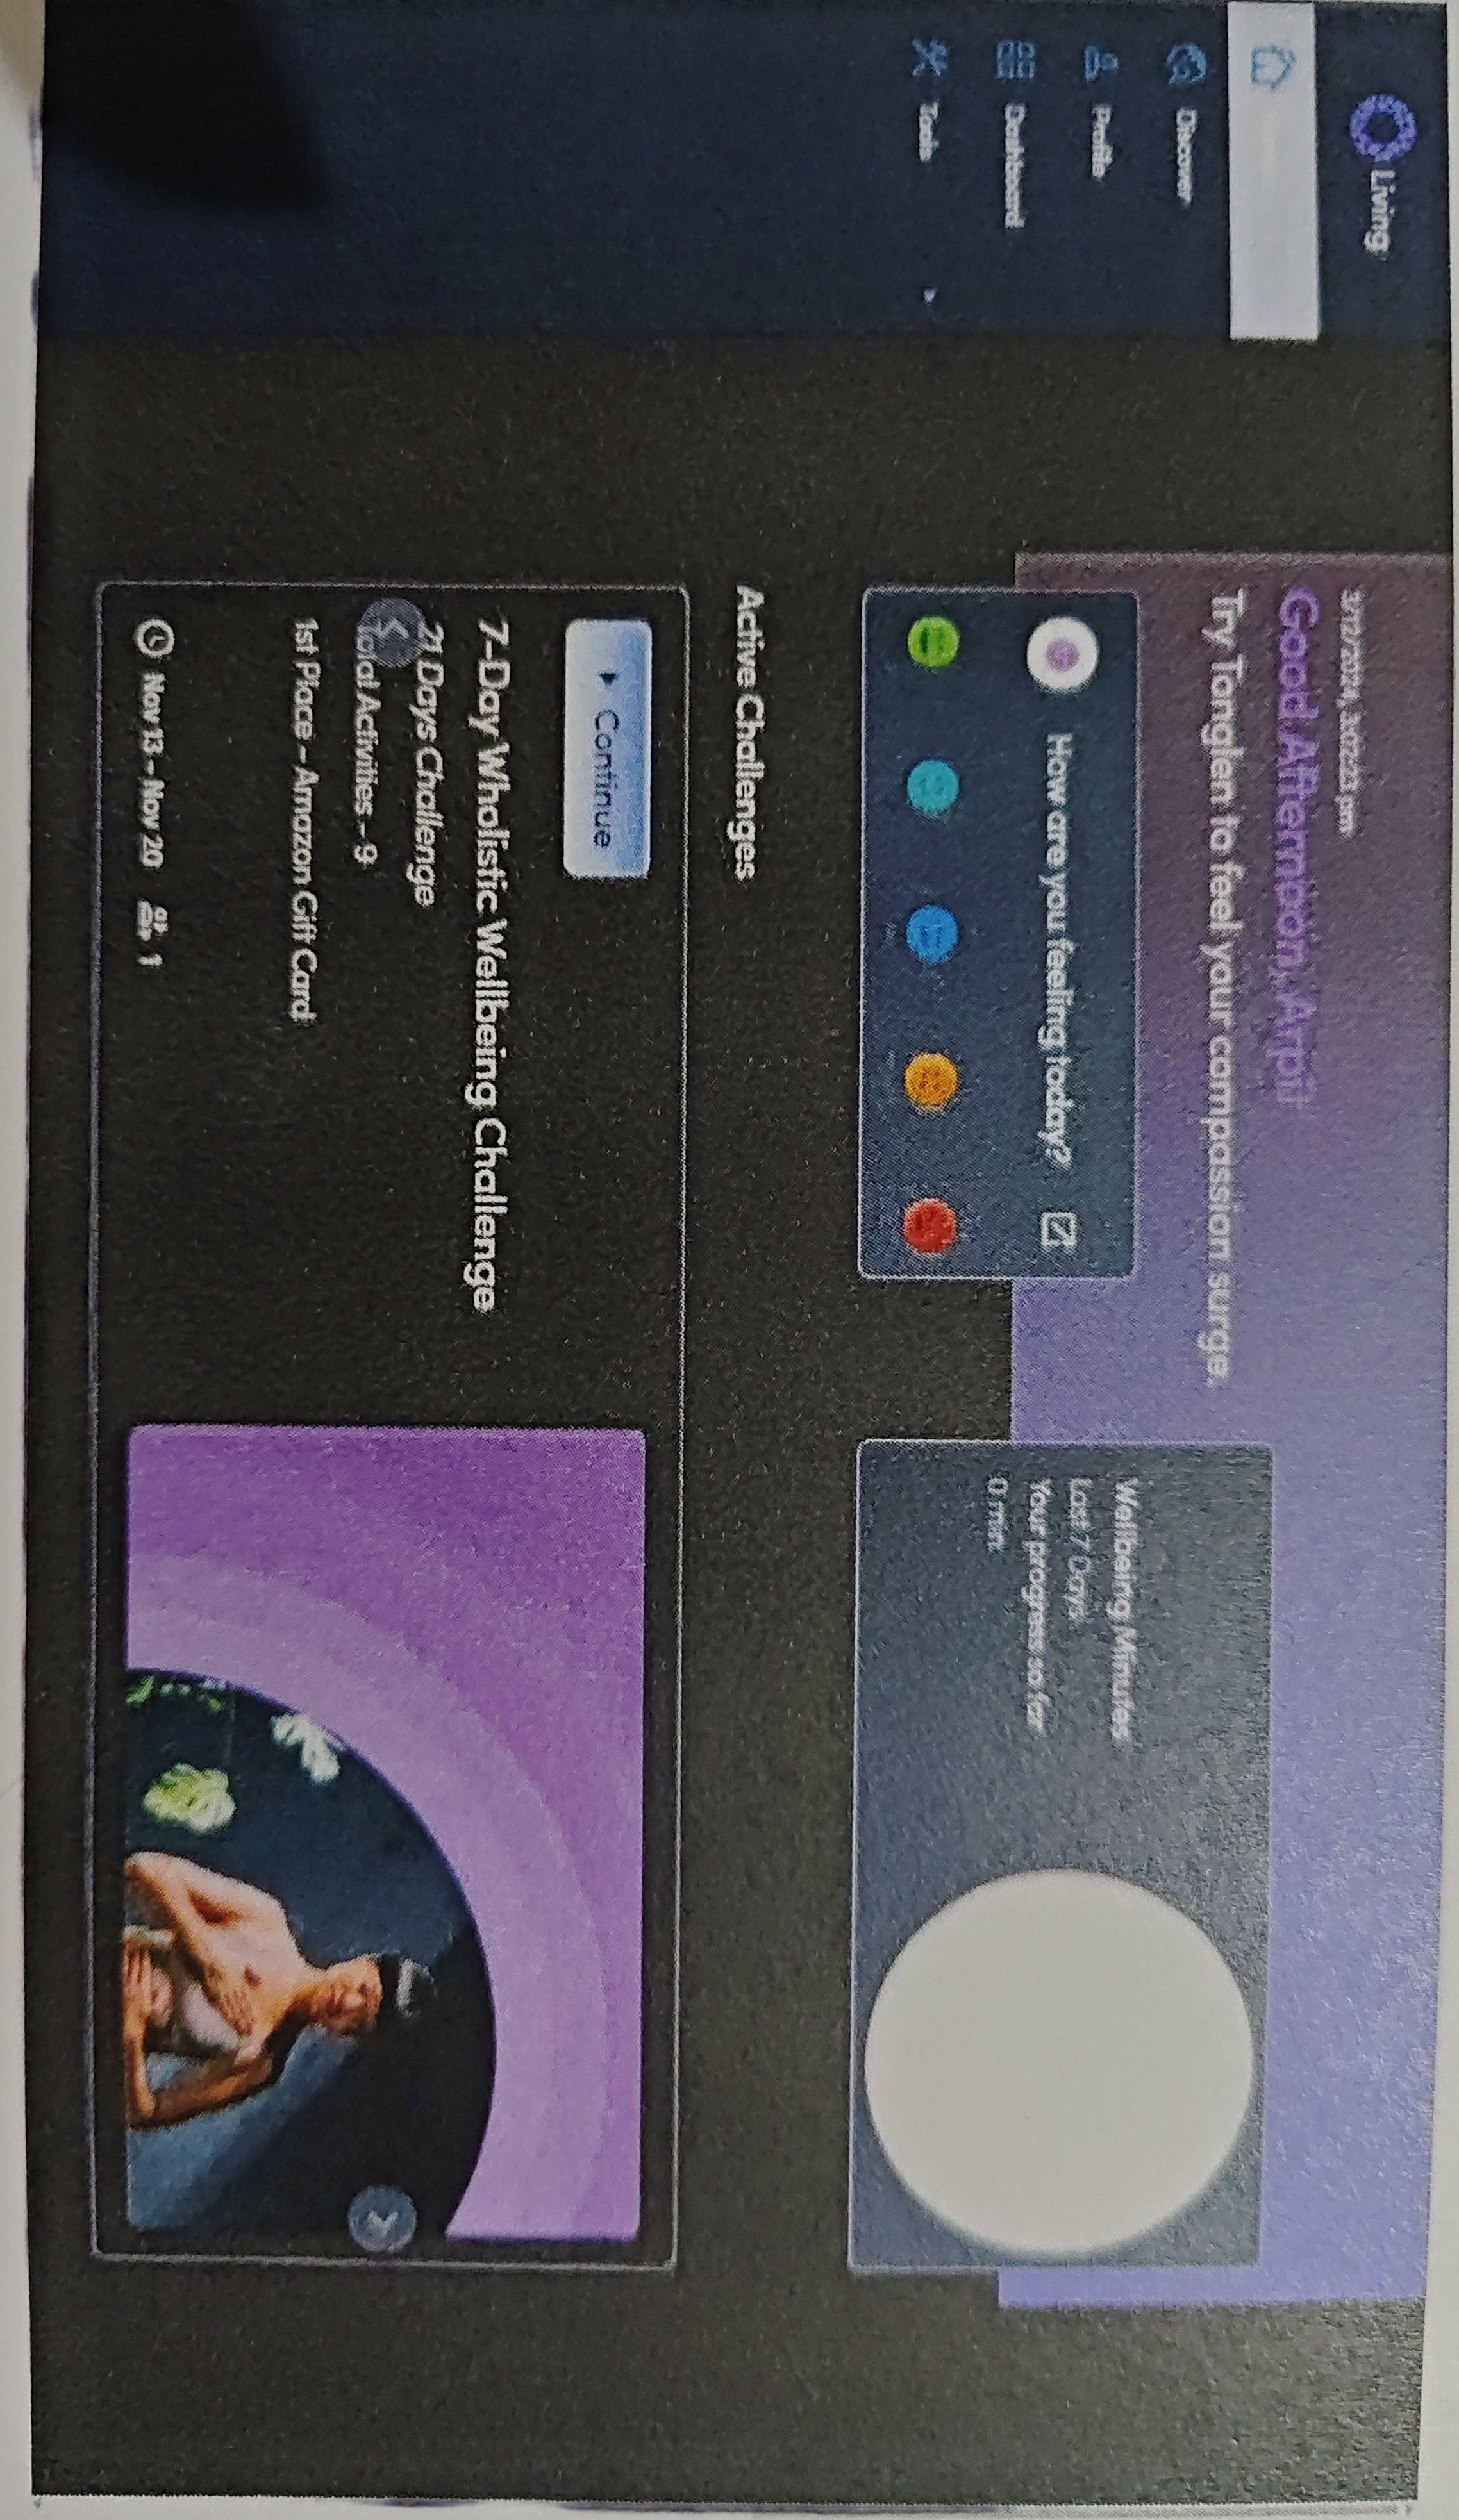 Living
Discover
Profile
Dashboard
Tools
3/12/2024, 3:02:23 pm
Good Afternoon, Arpit
Try Tonglen to feel your compassion surge.
How are you feeling today?
Wellbeing Minutes
Last 7 Days
Your progress so far
0 min
Active Challenges
Continue
7-Day Wholistic Wellbeing Challenge
21 Days Challenge
Total Activities - 9
1st Place - Amazon Gift Card
Nov 13 - Nov 20 1